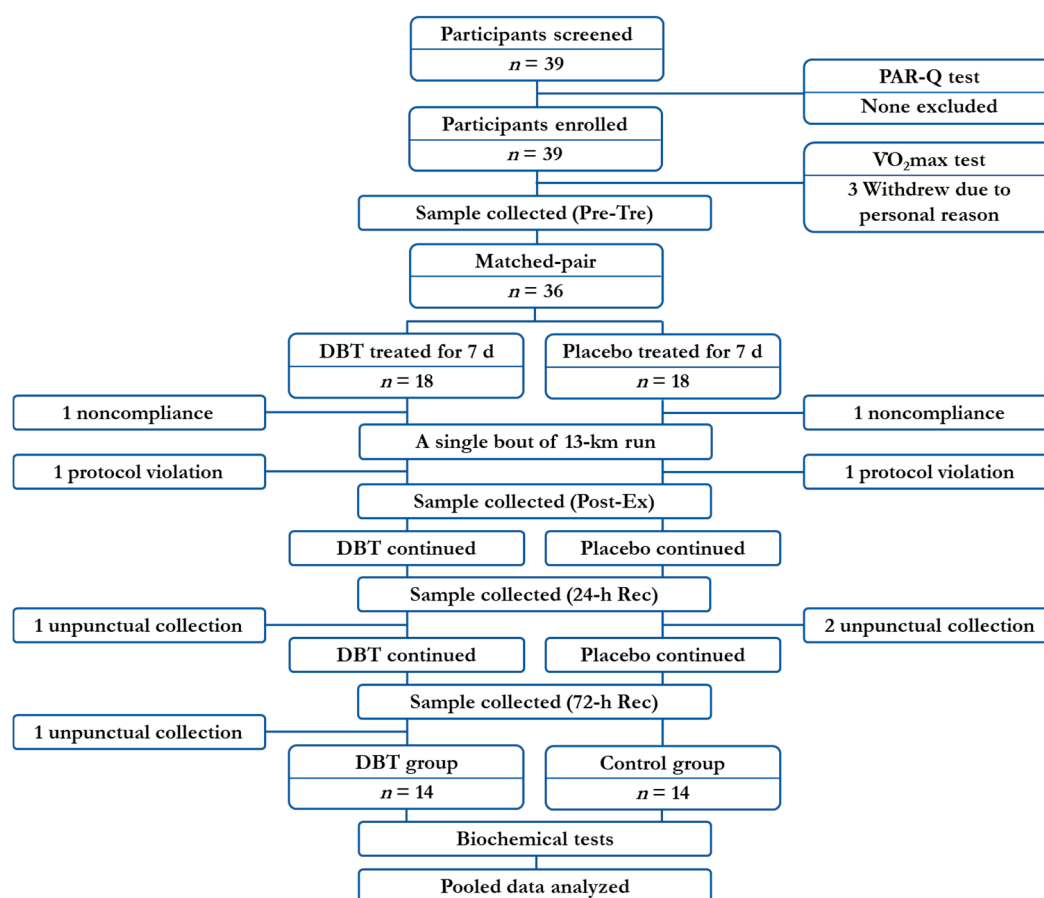 Participants screened
n = 39
PAR-Q test
None excluded
Participants enrolled
n = 39
V̇O₂max test
3 Withdrew due to
personal reason
Sample collected (Pre-Tre)
Matched-pair
n = 36
DBT treated for 7 d
n = 18
Placebo treated for 7 d
n = 18
1 noncompliance
1 noncompliance
A single bout of 13-km run
1 protocol violation
1 protocol violation
Sample collected (Post-Ex)
DBT continued
Placebo continued
Sample collected (24-h Rec)
1 unpunctual collection
2 unpunctual collection
DBT continued
Placebo continued
Sample collected (72-h Rec)
1 unpunctual collection
DBT group
n = 14
Control group
n = 14
Biochemical tests
Pooled data analyzed